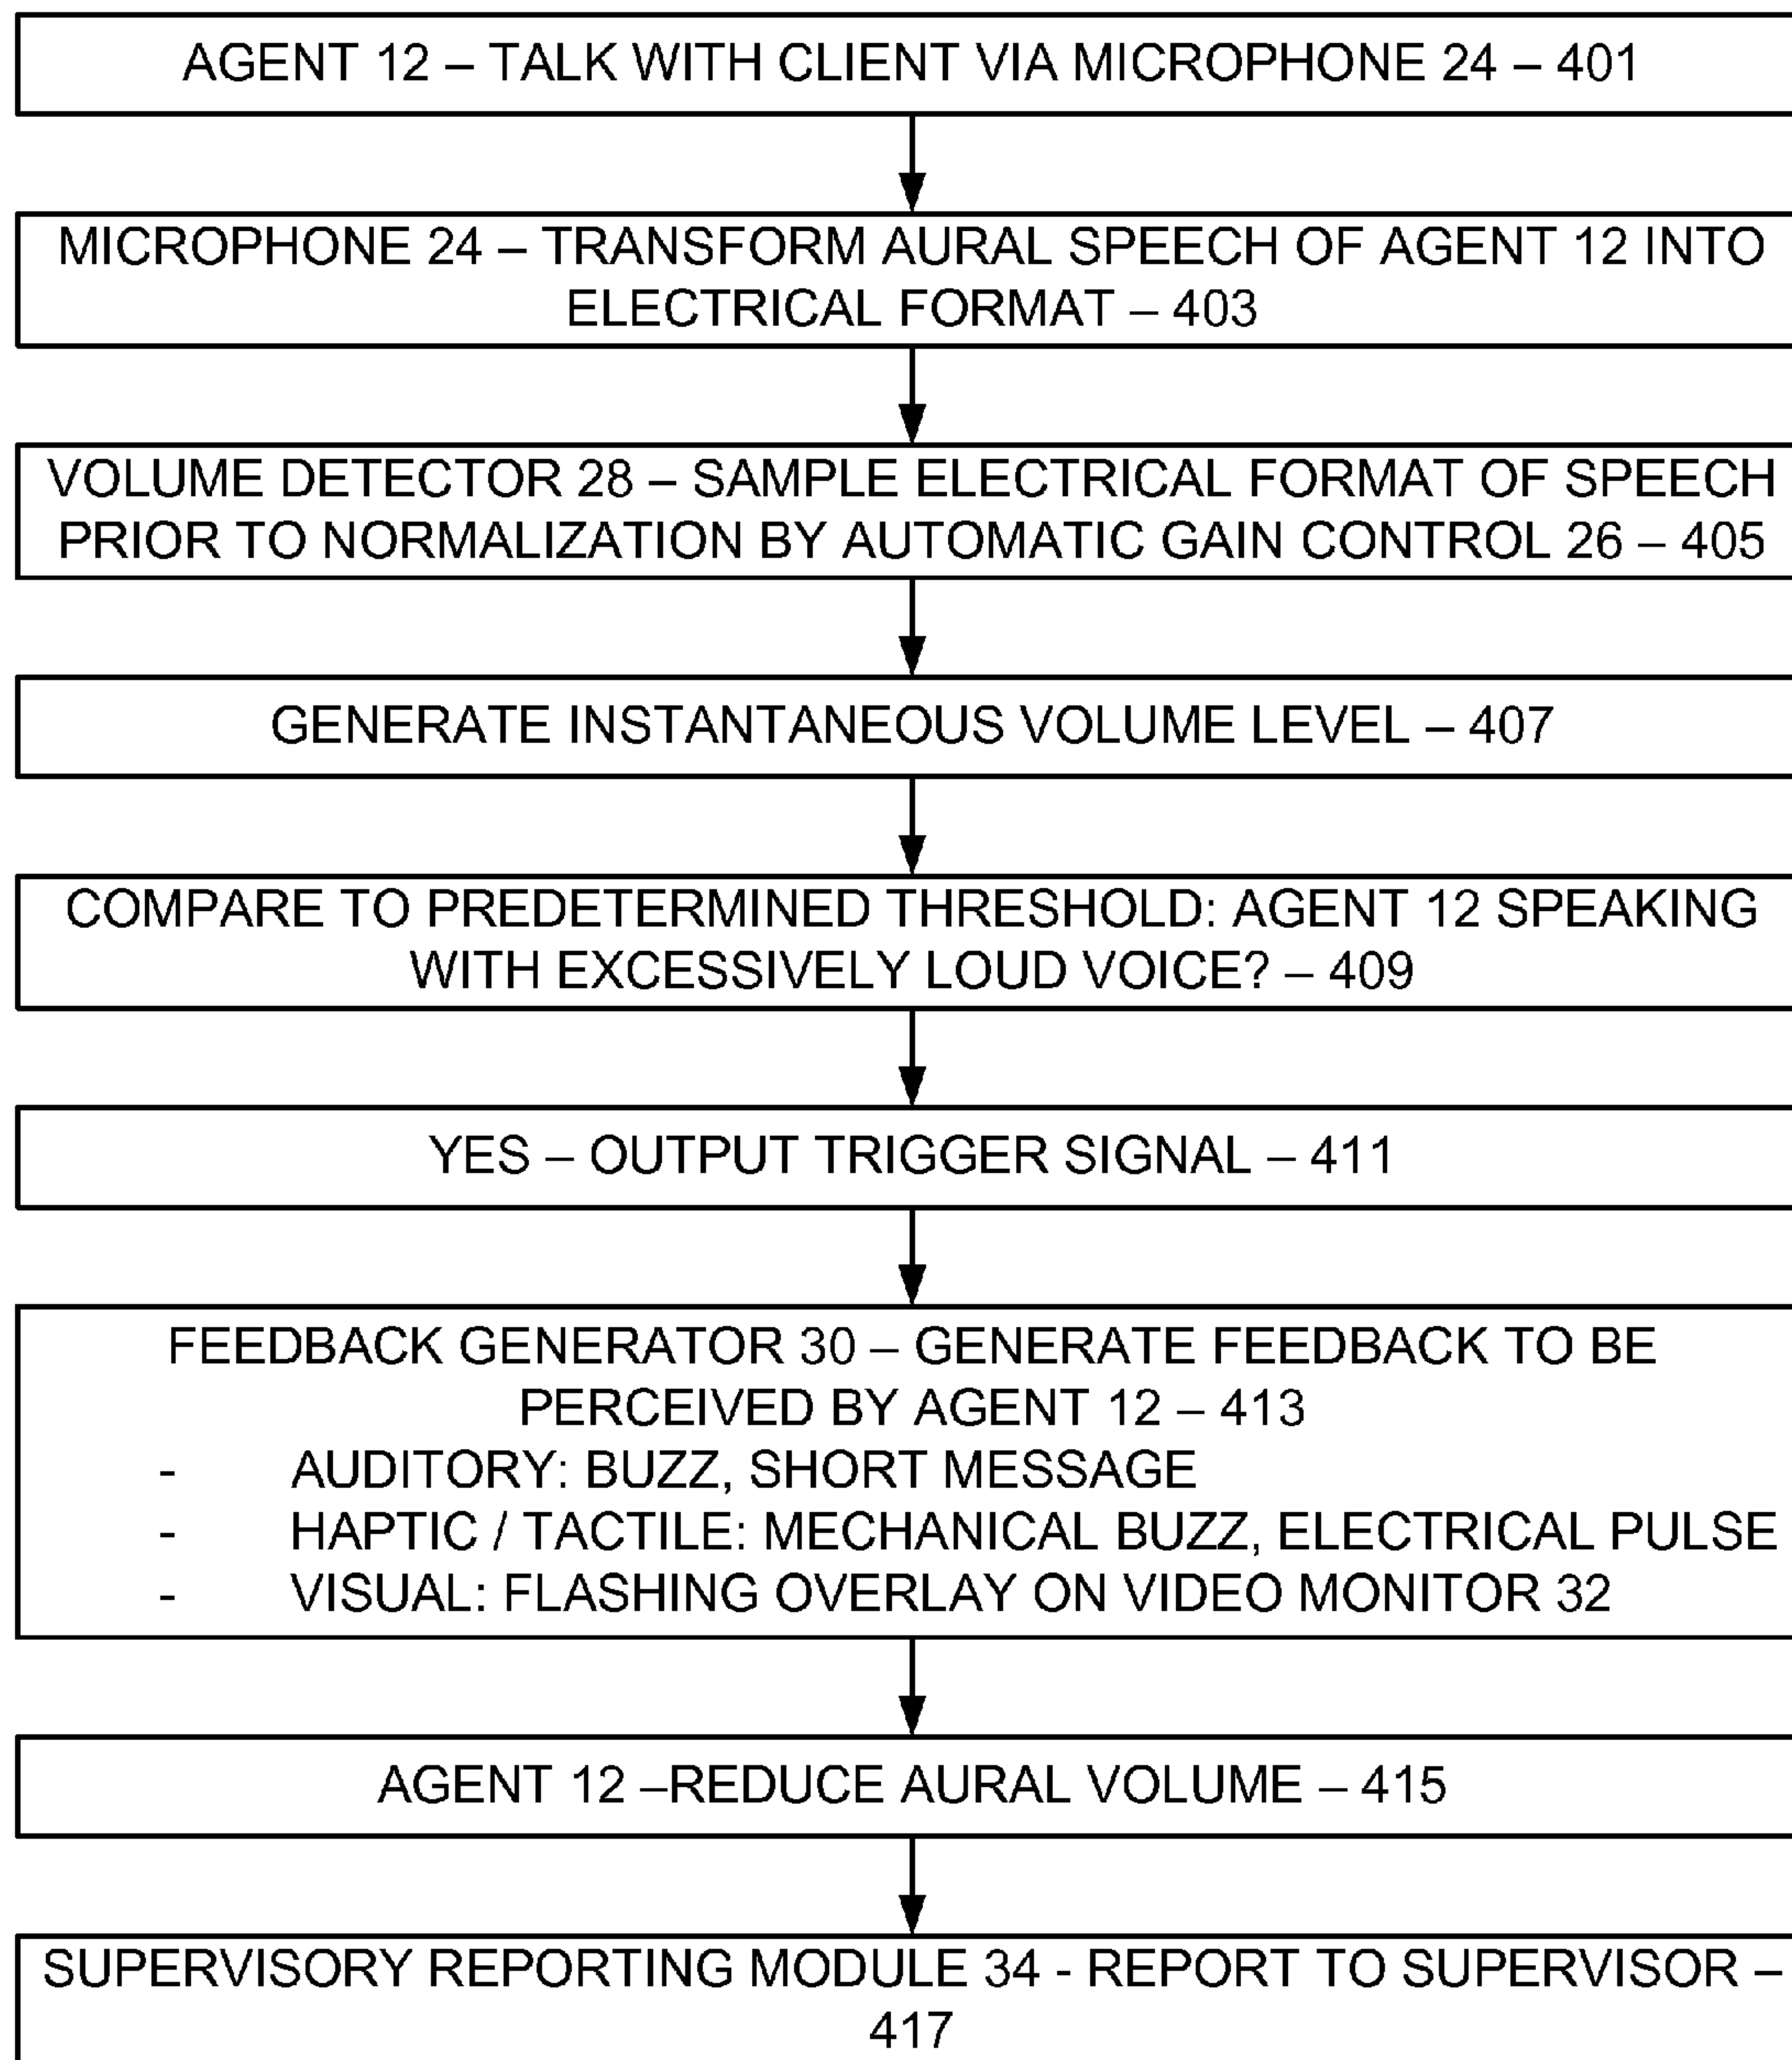 AGENT 12 – TALK WITH CLIENT VIA MICROPHONE 24 – 401
MICROPHONE 24 – TRANSFORM AURAL SPEECH OF AGENT 12 INTO
ELECTRICAL FORMAT – 403
VOLUME DETECTOR 28 – SAMPLE ELECTRICAL FORMAT OF SPEECH
PRIOR TO NORMALIZATION BY AUTOMATIC GAIN CONTROL 26 – 405
GENERATE INSTANTANEOUS VOLUME LEVEL – 407
COMPARE TO PREDETERMINED THRESHOLD: AGENT 12 SPEAKING
WITH EXCESSIVELY LOUD VOICE? – 409
YES – OUTPUT TRIGGER SIGNAL – 411
FEEDBACK GENERATOR 30 – GENERATE FEEDBACK TO BE
PERCEIVED BY AGENT 12 – 413
- AUDITORY: BUZZ, SHORT MESSAGE
- HAPTIC / TACTILE: MECHANICAL BUZZ, ELECTRICAL PULSE
- VISUAL: FLASHING OVERLAY ON VIDEO MONITOR 32
AGENT 12 –REDUCE AURAL VOLUME – 415
SUPERVISORY REPORTING MODULE 34 - REPORT TO SUPERVISOR –
417